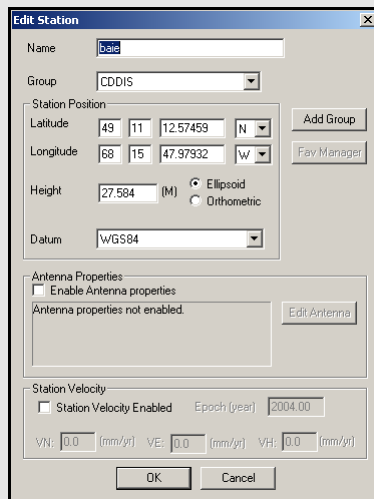 Edit Station
Name baie
Group CDDIS
Station Position
Latitude 49 11 12.57459 N
Longitude 68 15 47.97932 W
Add Group
Fav Manager
Height 27.584 (M) Ellipsoid
Orthometric
Datum WGS84
Antenna Properties
Enable Antenna properties
Antenna properties not enabled.
Edit Antenna
Station Velocity
Station Velocity Enabled Epoch (year) 2004.00
VN: 0.0 (mm/yr) VE: 0.0 (mm/yr) VH: 0.0 (mm/yr)
OK Cancel